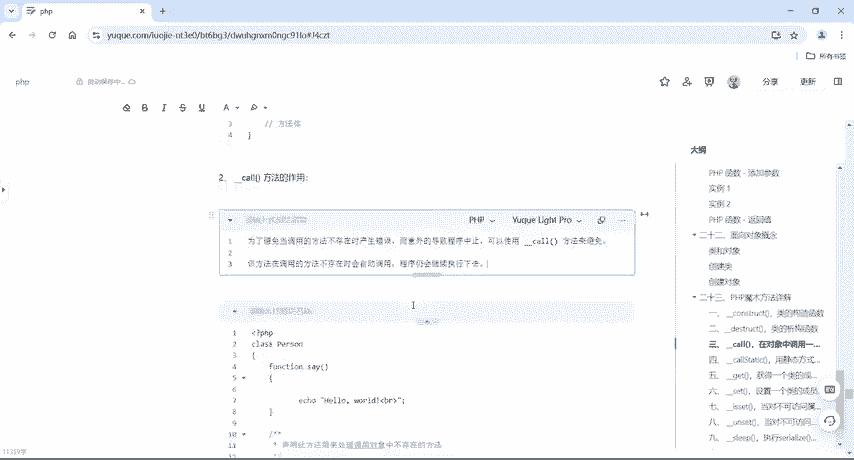 php
yuque.com/iuojie-nt3e0/bt6bg3/dwuhgnxm0ngc91lo#J4czt
所有书签
php
自动保存中...
分享
更新
B I S U A
3 // 方法体
4 }
大纲
2、 __call() 方法的作用：
PHP
Yuque Light Pro
1 为了避免当调用的方法不存在时产生错误，而意外的导致程序中止，可以使用 __call() 方法来避免。
2
3 该方法在调用的方法不存在时会自动调用，程序仍会继续执行下去。
1 <?php
2 class Person
3 {
4 function say()
5 {
6
7 echo "Hello, world!<br>";
8 }
9
10 /**
11 * 声明此方法用来处理调用对象中不存在的方法
12
PHP 函数 - 添加参数
实例 1
实例 2
PHP 函数 - 返回值
二十二、面向对象概念
类和对象
创建类
创建对象
二十三、PHP魔术方法详解
一、 __construct()，类的构造函数
二、 __destruct()，类的析构函数
三、 __call()，在对象中调用一...
四、 __callStatic()，用静态方式...
五、 __get()，获得一个类的成...
六、 __set()，设置一个类的成员...
七、 __isset()，当对不可访问属...
八、 __unset()，当对不可访问...
九、 __sleep()，执行serialize()...
11359字